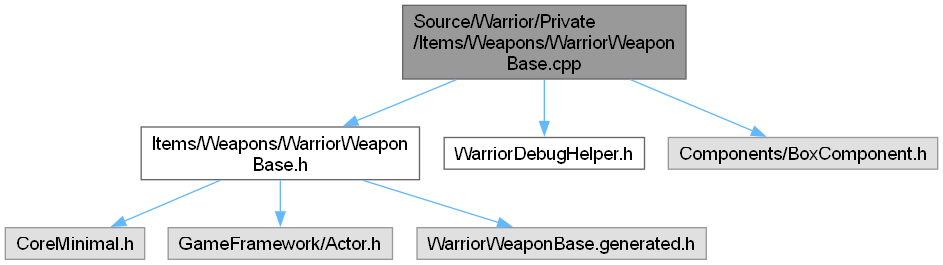 Source/Warrior/Private
/Items/Weapons/WarriorWeapon
Base.cpp
Items/Weapons/WarriorWeapon
Base.h
WarriorDebugHelper.h
Components/BoxComponent.h
CoreMinimal.h
GameFramework/Actor.h
WarriorWeaponBase.generated.h